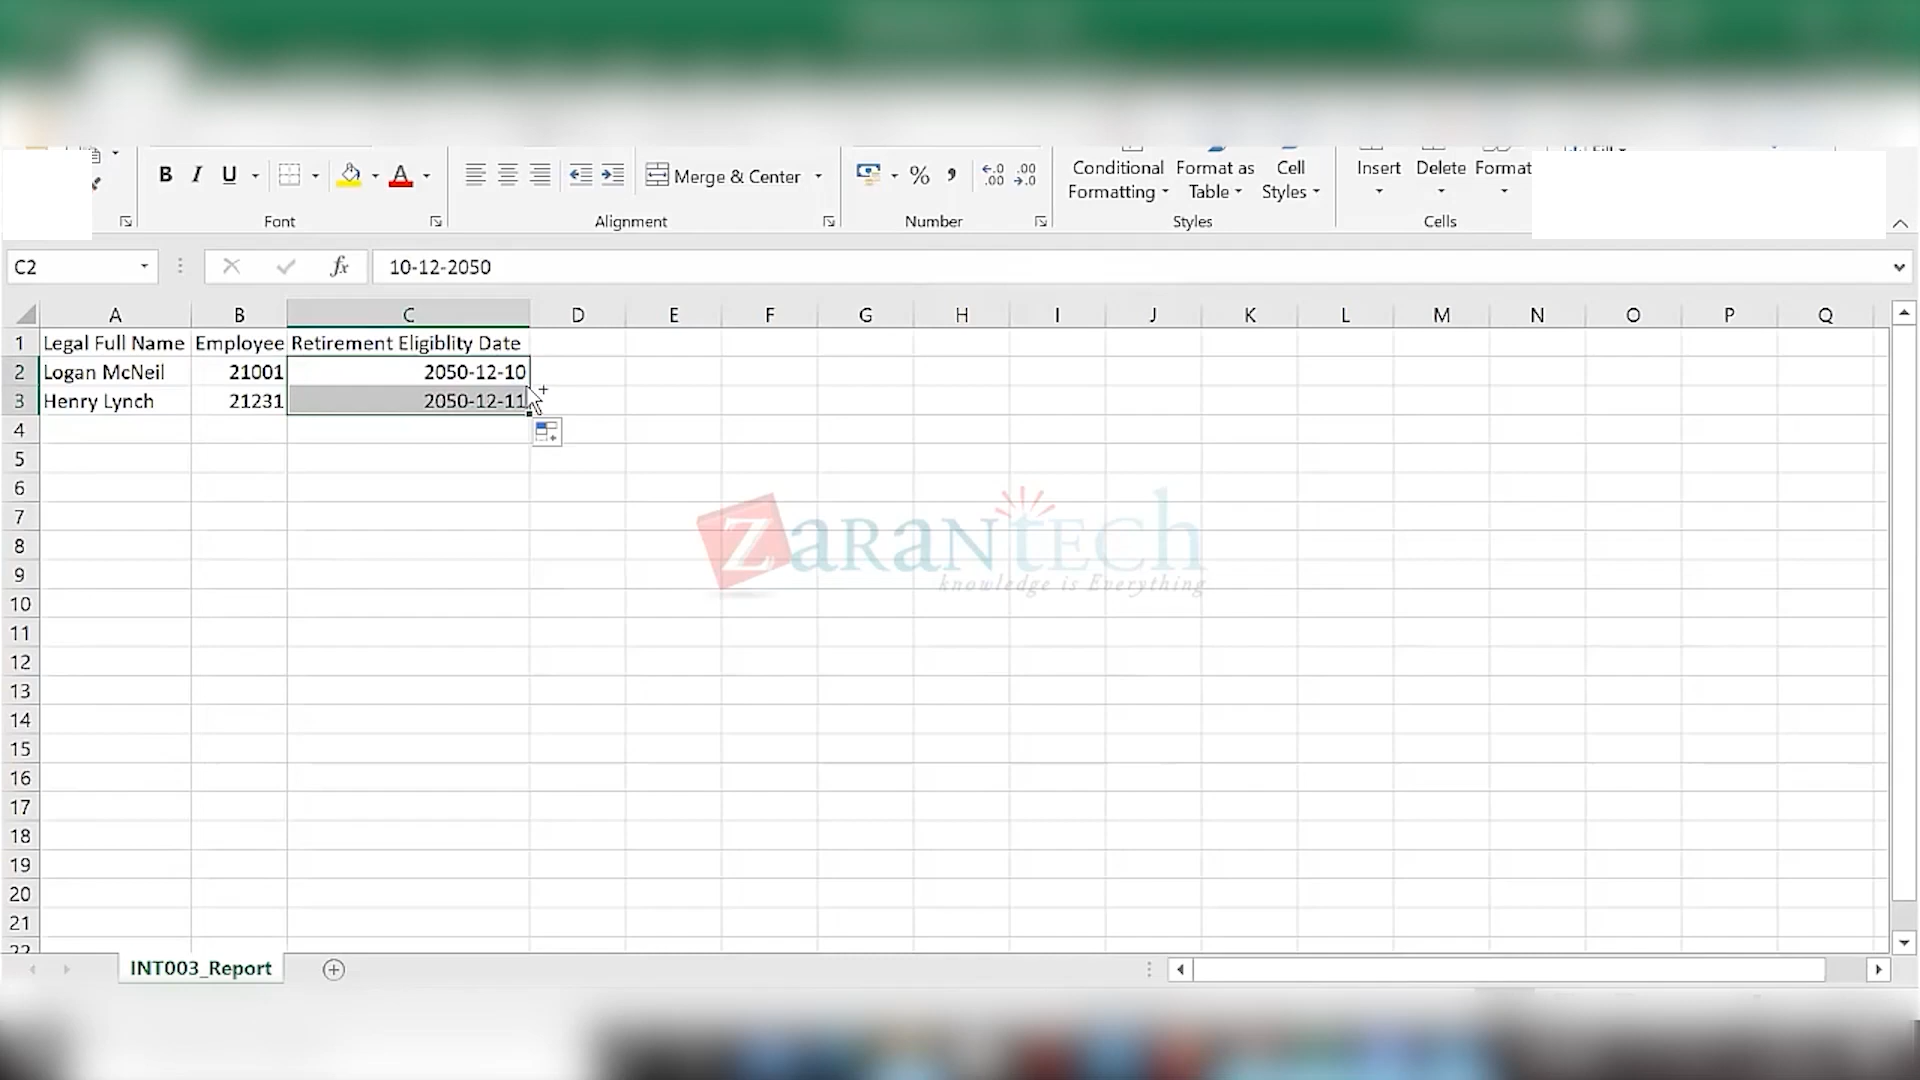 B I U
Merge & Center
% ,
Conditional Formatting
Format as Table
Cell Styles
Insert Delete Format
Font Alignment Number Styles Cells
C2 fx 10-12-2050
A B C D E F G H I J K L M N O P Q
1 Legal Full Name Employee Retirement Eligiblity Date
2 Logan McNeil 21001 2050-12-10
3 Henry Lynch 21231 2050-12-11
4
5
6
7
8
9
10
11
12
13
14
15
16
17
18
19
20
21
22
ZaranTech
knowledge is Everything
INT003_Report